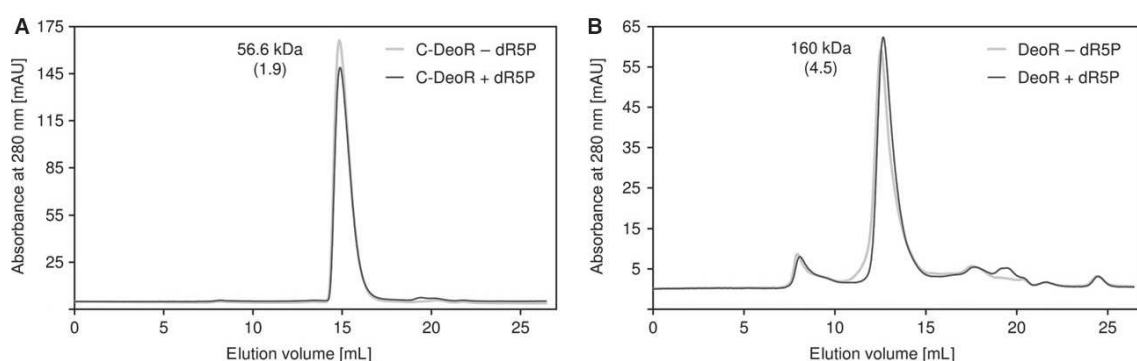 A
Absorbance at 280 nm [mAU]
175
145
115
85
55
25
0
5
10
15
20
25
Elution volume [mL]
56.6 kDa
(1.9)
C-DeoR – dR5P
C-DeoR + dR5P
B
Absorbance at 280 nm [mAU]
65
55
45
35
25
15
5
0
5
10
15
20
25
Elution volume [mL]
160 kDa
(4.5)
DeoR – dR5P
DeoR + dR5P